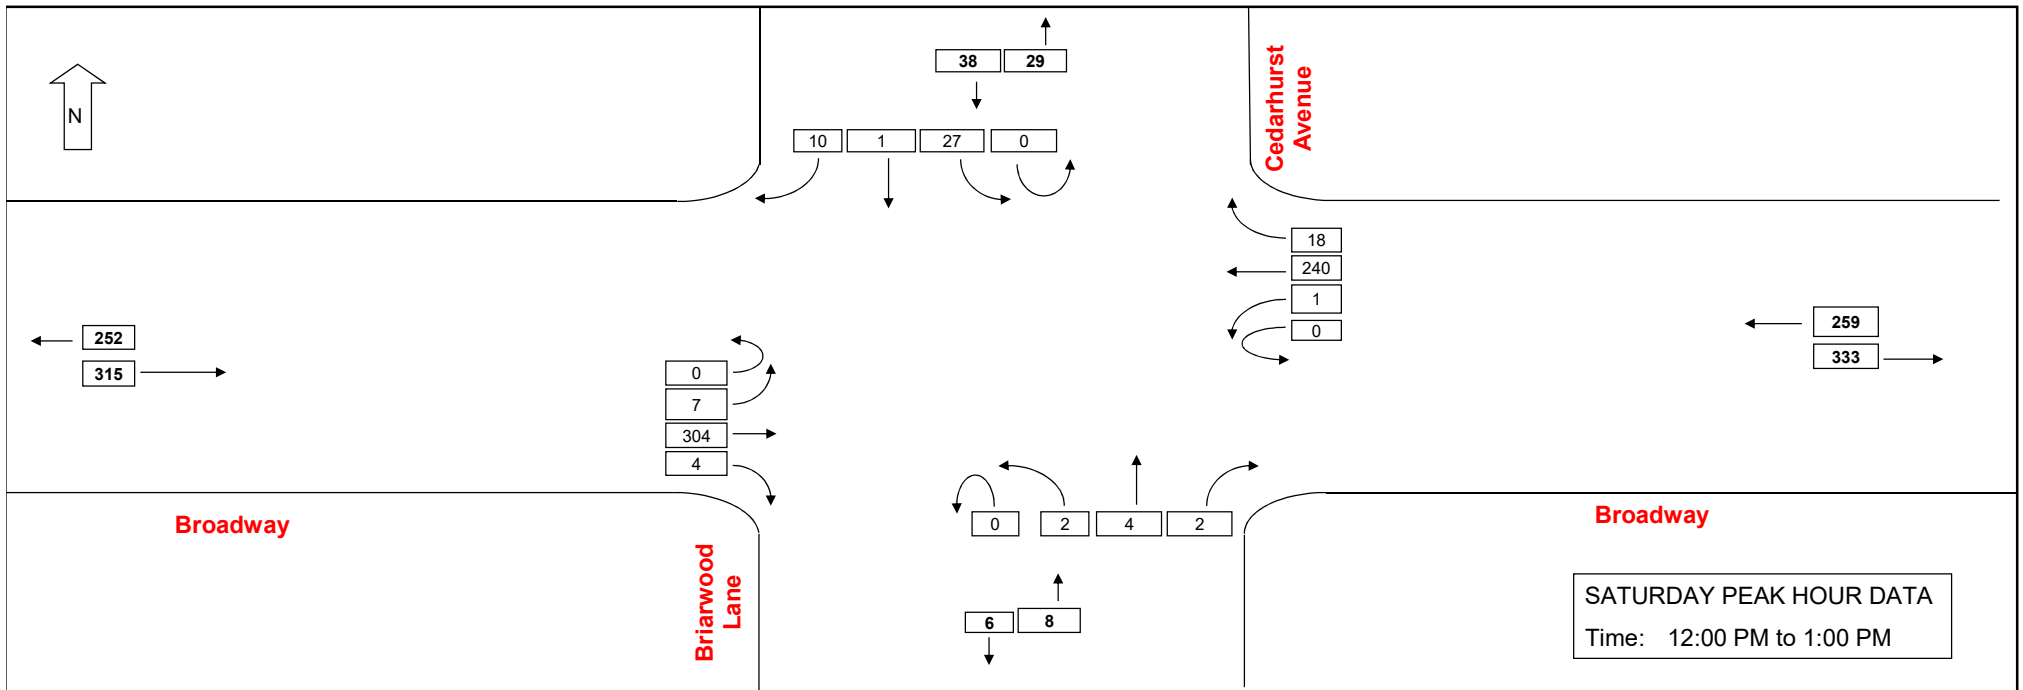 38 29
N
10 1 27 0
Cedarhurst
Avenue
18
240
1
0
252
315
259
333
0
7
304
4
0 2 4 2
Broadway
Broadway
Briarwood
Lane
6 8
SATURDAY PEAK HOUR DATA
Time: 12:00 PM to 1:00 PM